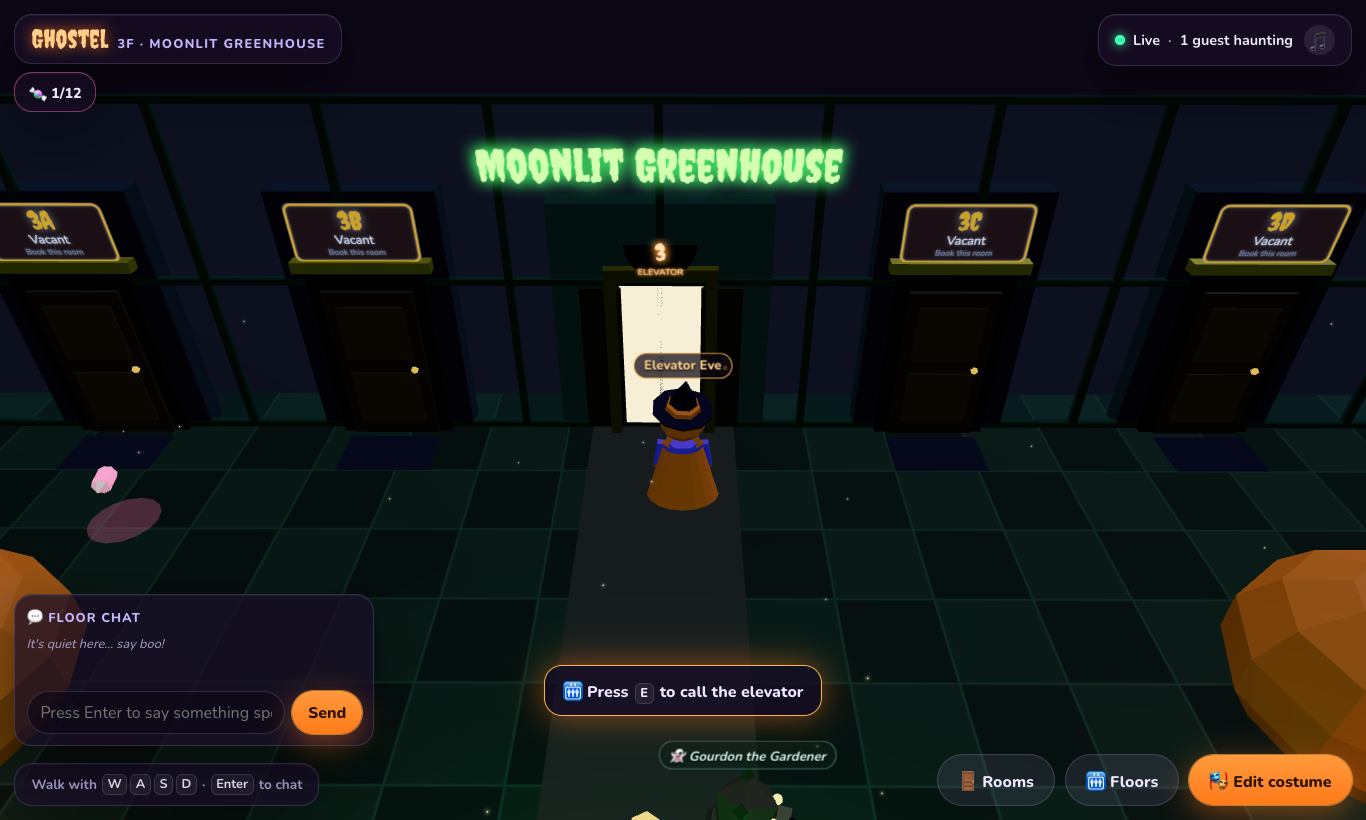 GHOSTEL 3F · MOONLIT GREENHOUSE
Live · 1 guest haunting
1/12
MOONLIT GREENHOUSE
3A
Vacant
Book this room
3B
Vacant
Book this room
3C
Vacant
Book this room
3D
Vacant
Book this room
3
ELEVATOR
Elevator Eve
FLOOR CHAT
It's quiet here... say boo!
Press Enter to say something sp
Send
Press E to call the elevator
Gourdon the Gardener
Walk with W A S D · Enter to chat
Rooms
Floors
Edit costume